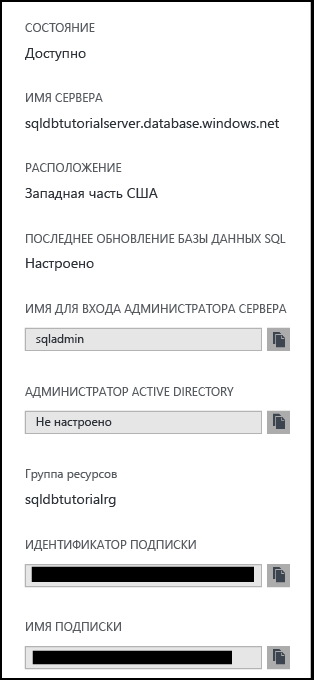 СОСТОЯНИЕ
Доступно
ИМЯ СЕРВЕРА
sqldbtutorialserver.database.windows.net
РАСПОЛОЖЕНИЕ
Западная часть США
ПОСЛЕДНЕЕ ОБНОВЛЕНИЕ БАЗЫ ДАННЫХ SQL
Настроено
ИМЯ ДЛЯ ВХОДА АДМИНИСТРАТОРА СЕРВЕРА
sqladmin
АДМИНИСТРАТОР ACTIVE DIRECTORY
Не настроено
Группа ресурсов
sqldbtutorialrg
ИДЕНТИФИКАТОР ПОДПИСКИ
ИМЯ ПОДПИСКИ